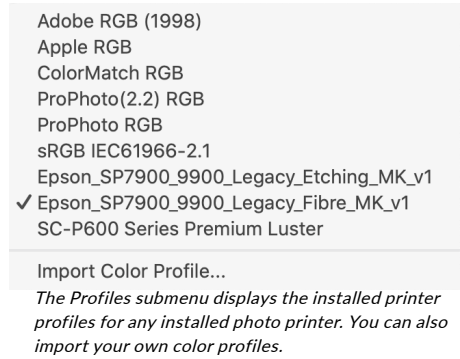 Adobe RGB (1998)
Apple RGB
ColorMatch RGB
ProPhoto(2.2) RGB
ProPhoto RGB
sRGB IEC61966-2.1
Epson_SP7900_9900_Legacy_Etching_MK_v1
✓ Epson_SP7900_9900_Legacy_Fibre_MK_v1
SC-P600 Series Premium Luster
Import Color Profile...
The Profiles submenu displays the installed printer
profiles for any installed photo printer. You can also
import your own color profiles.